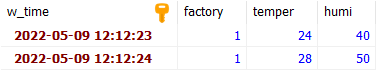 w_time factory temper humi
2022-05-09 12:12:23 1 24 40
2022-05-09 12:12:24 1 28 50